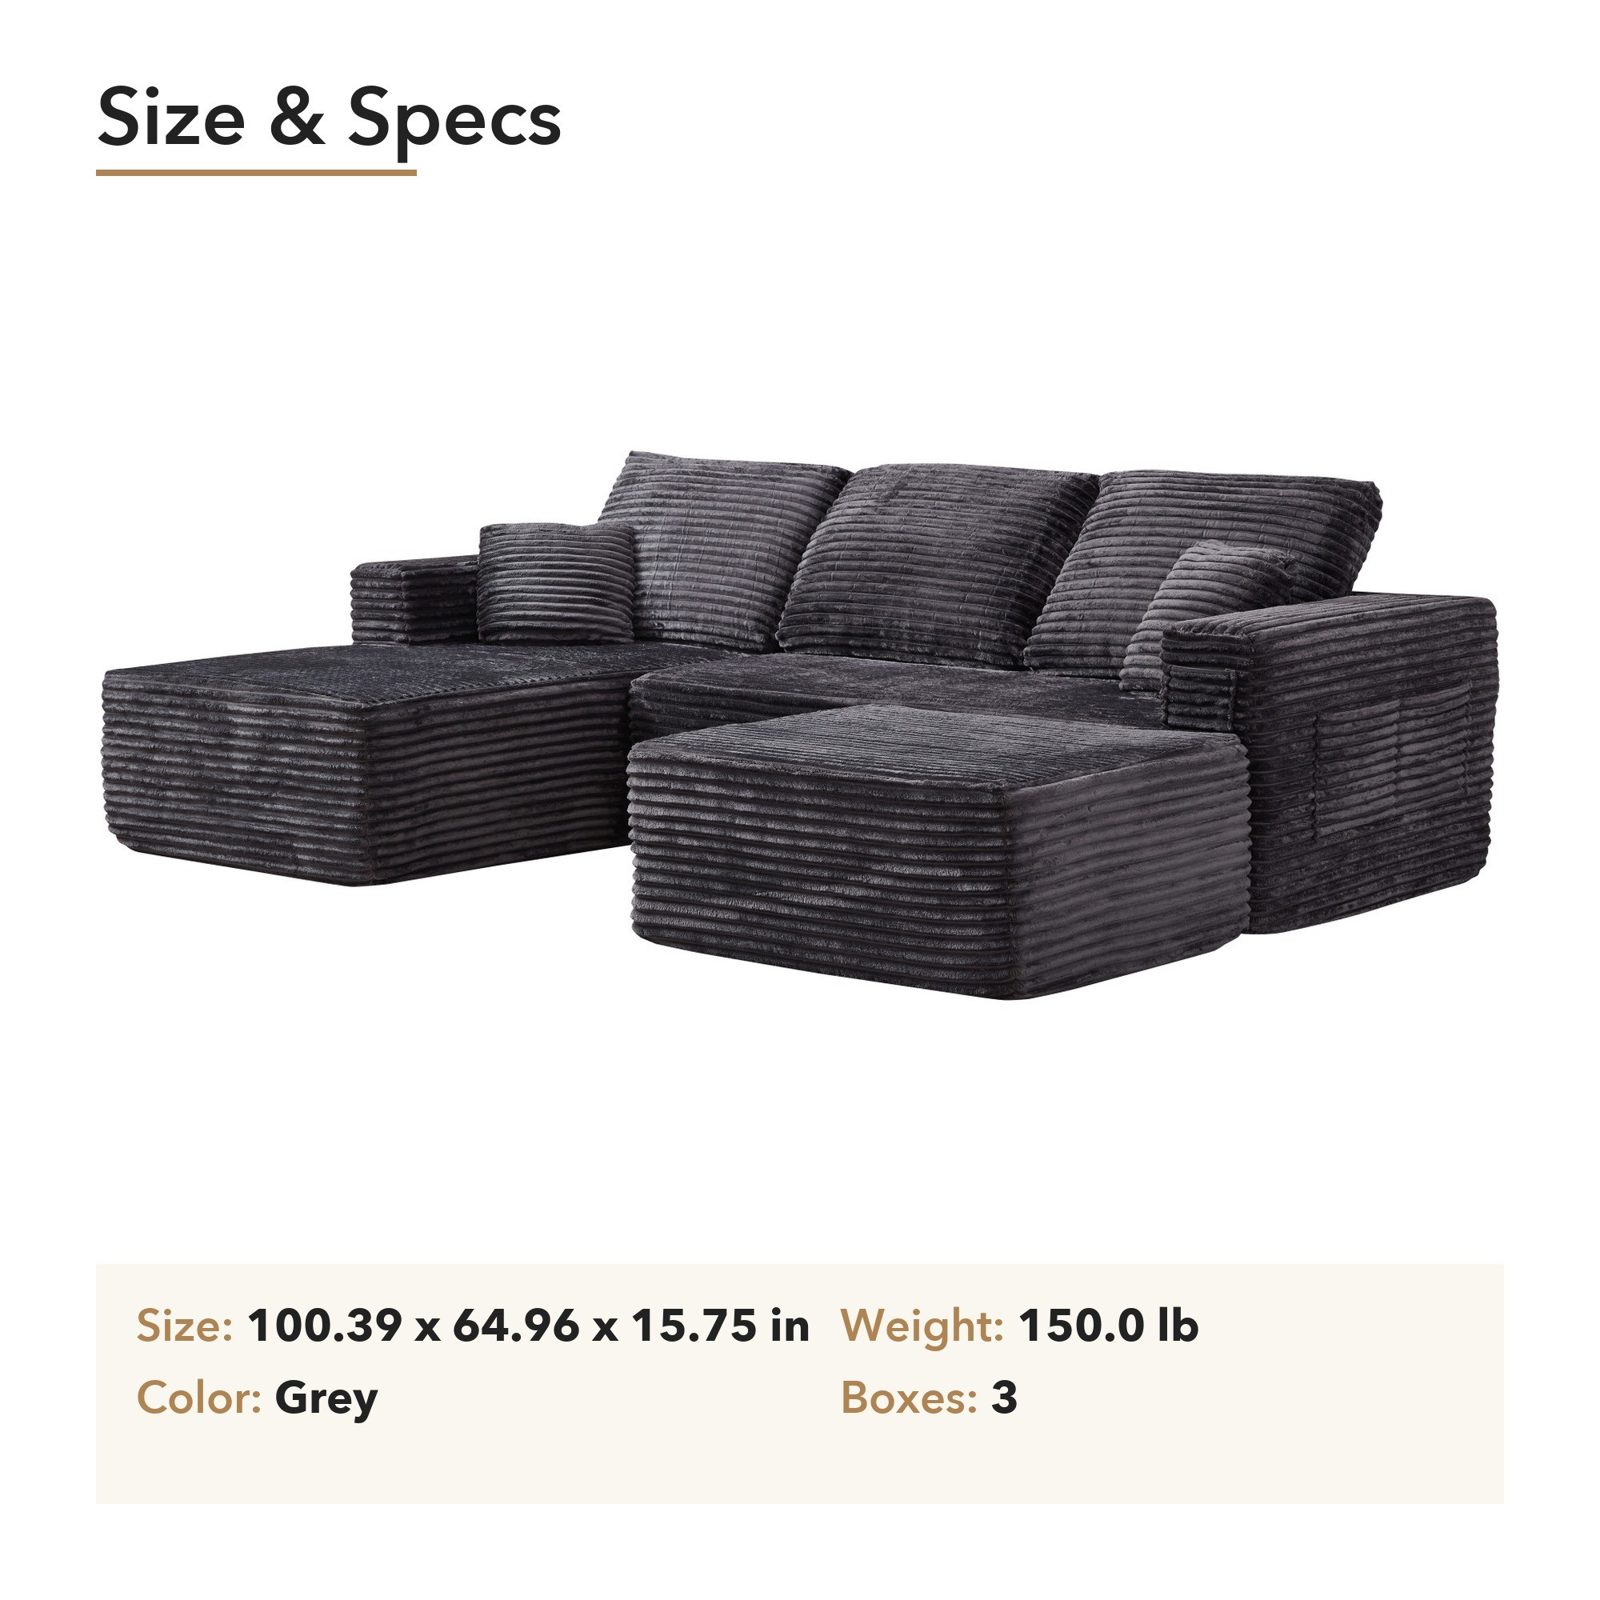 Size & Specs
Size: 100.39 x 64.96 x 15.75 in
Weight: 150.0 lb
Color: Grey
Boxes: 3